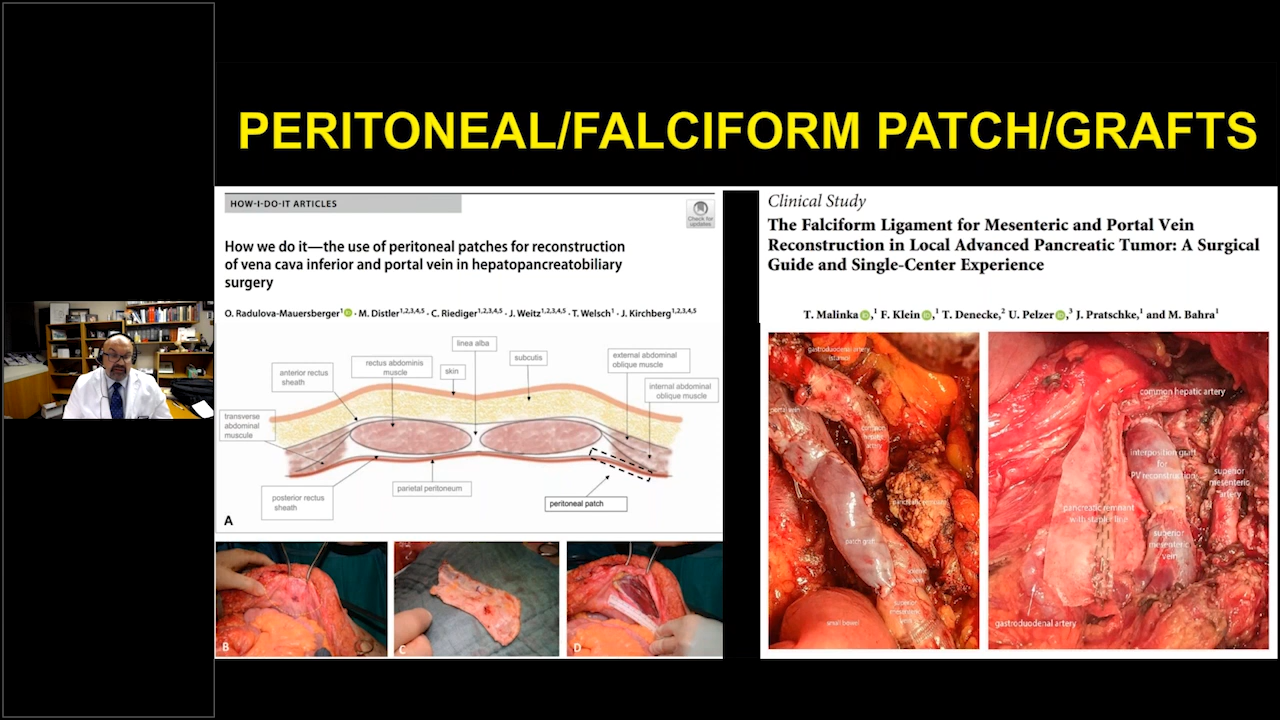 PERITONEAL/FALCIFORM PATCH/GRAFTS
HOW-I-DO-IT ARTICLES
Check for
updates
How we do it—the use of peritoneal patches for reconstruction
of vena cava inferior and portal vein in hepatopancreatobiliary
surgery
O. Radulova-Mauersberger1 · M. Distler1,2,3,4,5 · C. Riediger1,2,3,4,5 · J. Weitz1,2,3,4,5 · T. Welsch1 · J. Kirchberg1,2,3,4,5
linea alba
rectus abdominis
muscle
skin
subcutis
external abdominal
oblique muscle
anterior rectus
sheath
internal abdominal
oblique muscle
transverse
abdominal
muscule
posterior rectus
sheath
parietal peritoneum
peritoneal patch
A
B
C
D
Clinical Study
The Falciform Ligament for Mesenteric and Portal Vein
Reconstruction in Local Advanced Pancreatic Tumor: A Surgical
Guide and Single-Center Experience
T. Malinka ,1 F. Klein ,1 T. Denecke,2 U. Pelzer ,3 J. Pratschke,1 and M. Bahra1
gastroduodenal artery
portal vein
common
hepatic
artery
patch graft
superior
mesenteric
vein
small bowel
common hepatic artery
interposition graft
for
PV reconstruction
superior
mesenteric
artery
pancreatic remnant
with stapler line
superior
mesenteric
vein
gastroduodenal artery